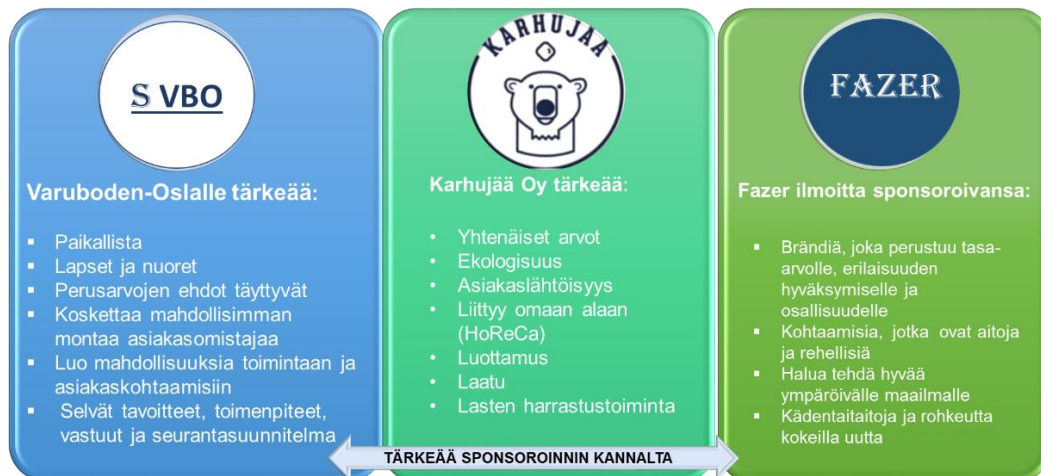 S VBO
Varuboden-Oslalle tärkeää:
▪ Paikallista
▪ Lapset ja nuoret
▪ Perusarvojen ehdot täyttyvät
▪ Koskettaa mahdollisimman
montaa asiakasomistajaa
▪ Luo mahdollisuuksia toimintaan ja
asiakaskohtaamisiin
▪ Selvät tavoitteet, toimenpiteet,
vastuut ja seurantasuunnitelma
KARHUJAA
Karhujää Oy tärkeää:
• Yhtenäiset arvot
• Ekologisuus
• Asiakaslähtöisyys
• Liittyy omaan alaan
(HoReCa)
• Luottamus
• Laatu
• Lasten harrastustoiminta
FAZER
Fazer ilmoitta sponsoroivansa:
▪ Brändiä, joka perustuu tasa-
arvolle, erilaisuuden
hyväksymiselle ja
osallisuudelle
▪ Kohtaamisia, jotka ovat aitoja
ja rehellisiä
▪ Halua tehdä hyvää
ympäröivälle maailmalle
▪ Kädentaitaitoja ja rohkeutta
kokeilla uutta
TÄRKEÄÄ SPONSOROINNIN KANNALTA